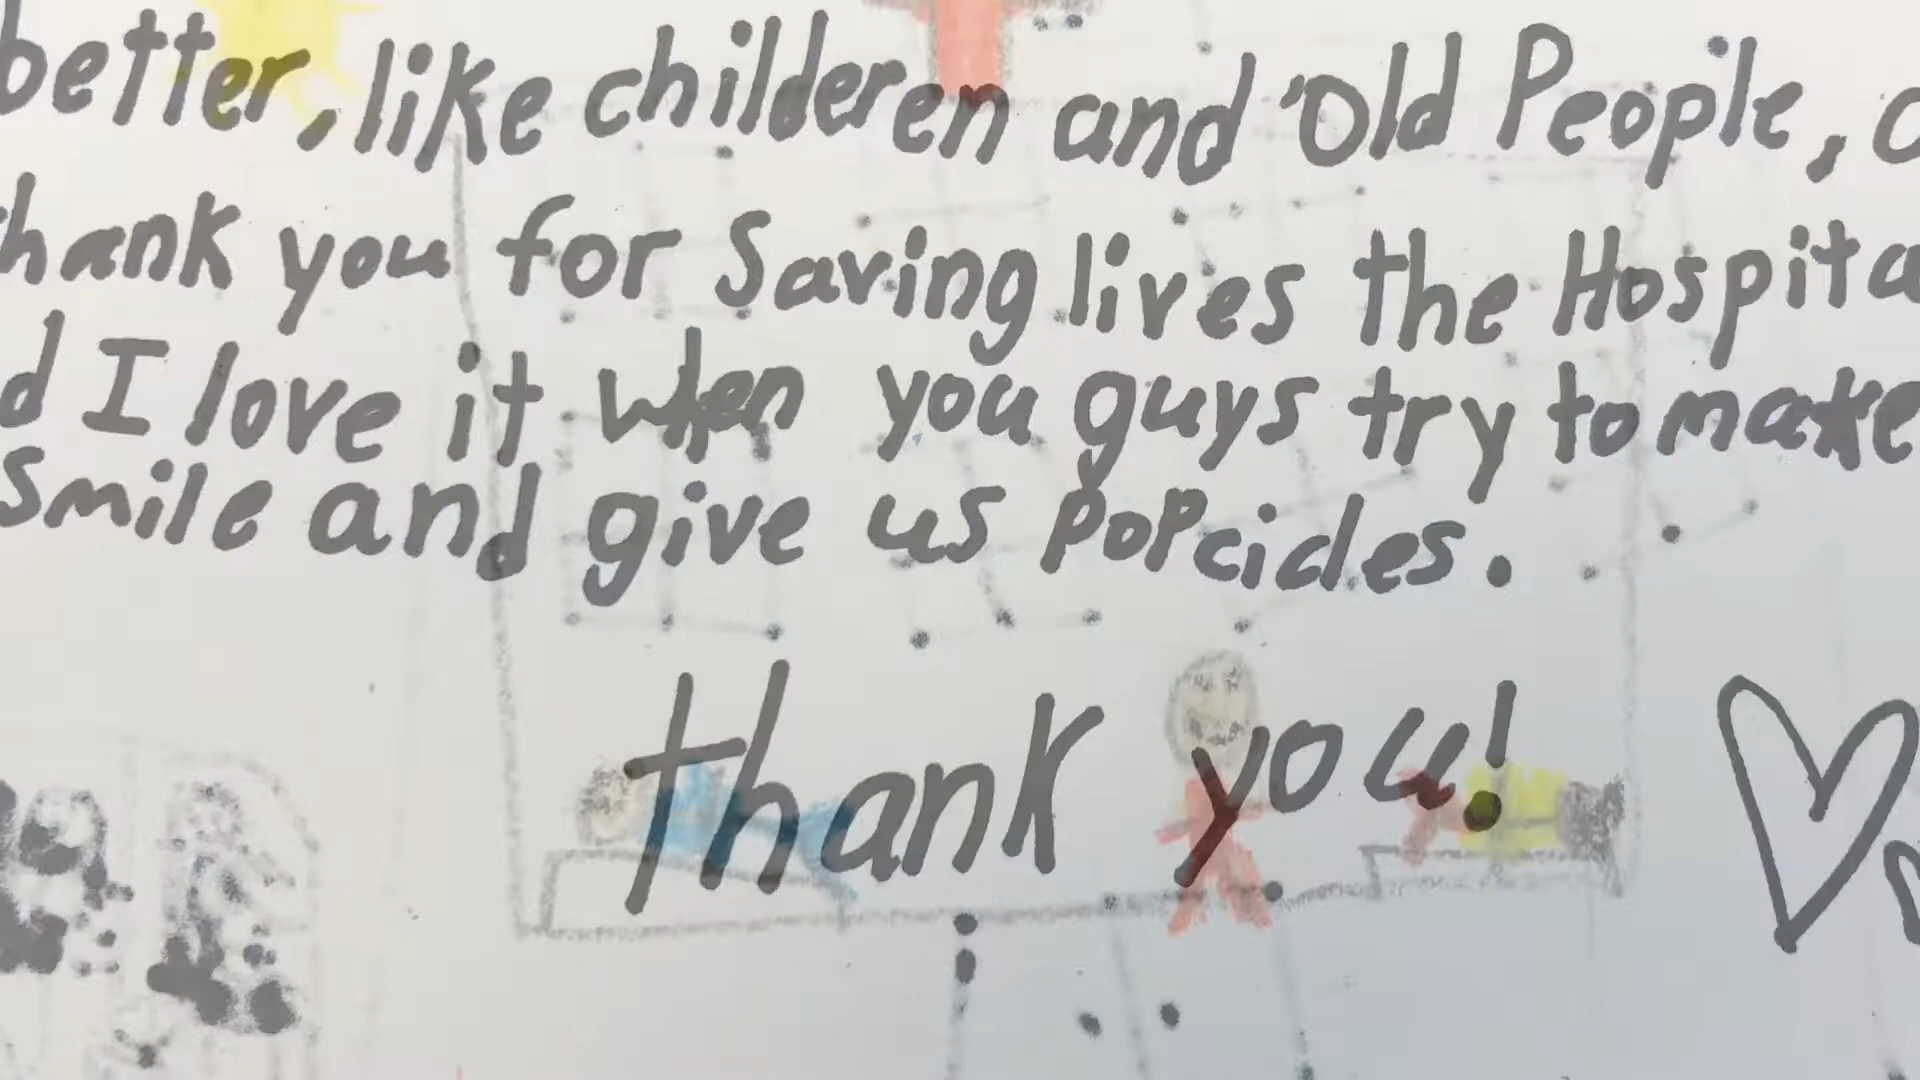 better, like childeren and Old People,
thank you for Saving lives the Hospita
d I love it when you guys try to make
Smile and give us PoPcicles.
thank you!